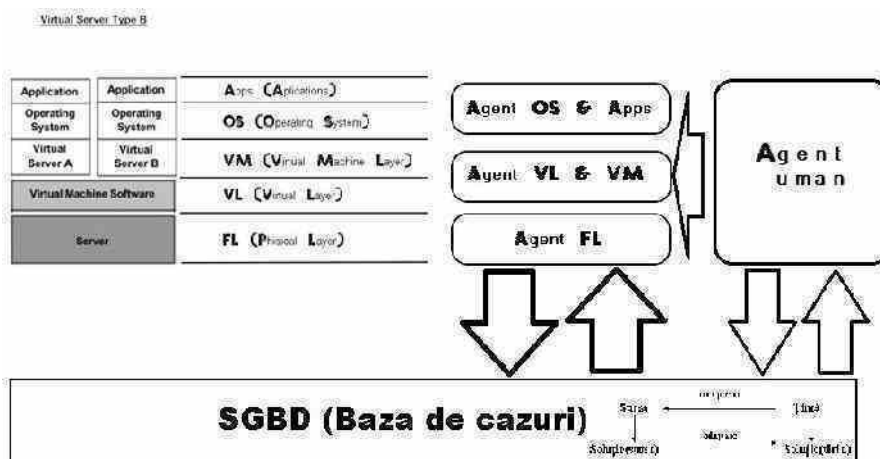 Virtual Server Type B
Application
Application
Apps (Aplications)
Operating
System
Operating
System
OS (Operating System)
Virtual
Server A
Virtual
Server B
VM (Virtual Machine Layer)
Virtual Machine Software
VL (Virtual Layer)
Server
FL (Phisical Layer)
Agent OS & Apps
Agent VL & VM
Agent FL
Agent
uman
SGBD (Baza de cazuri)
Sursa